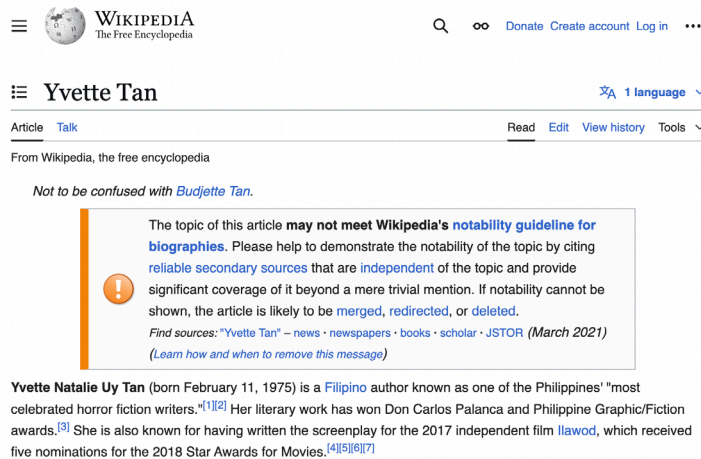 WIKIPEDIA
The Free Encyclopedia
Donate Create account Log in
Yvette Tan
1 language
Article Talk Read Edit View history Tools
From Wikipedia, the free encyclopedia
Not to be confused with Budjette Tan.
The topic of this article may not meet Wikipedia's notability guideline for
biographies. Please help to demonstrate the notability of the topic by citing
reliable secondary sources that are independent of the topic and provide
significant coverage of it beyond a mere trivial mention. If notability cannot be
shown, the article is likely to be merged, redirected, or deleted.
Find sources: "Yvette Tan" – news · newspapers · books · scholar · JSTOR (March 2021)
(Learn how and when to remove this message)
Yvette Natalie Uy Tan (born February 11, 1975) is a Filipino author known as one of the Philippines' "most
celebrated horror fiction writers."[1][2] Her literary work has won Don Carlos Palanca and Philippine Graphic/Fiction
awards.[3] She is also known for having written the screenplay for the 2017 independent film Ilawod, which received
five nominations for the 2018 Star Awards for Movies.[4][5][6][7]